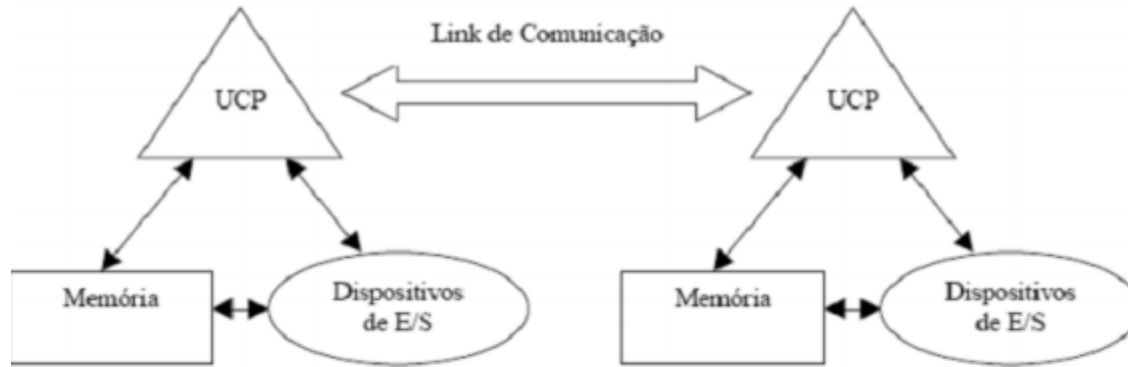 Link de Comunicação
UCP
UCP
Memória
Dispositivos
de E/S
Memória
Dispositivos
de E/S